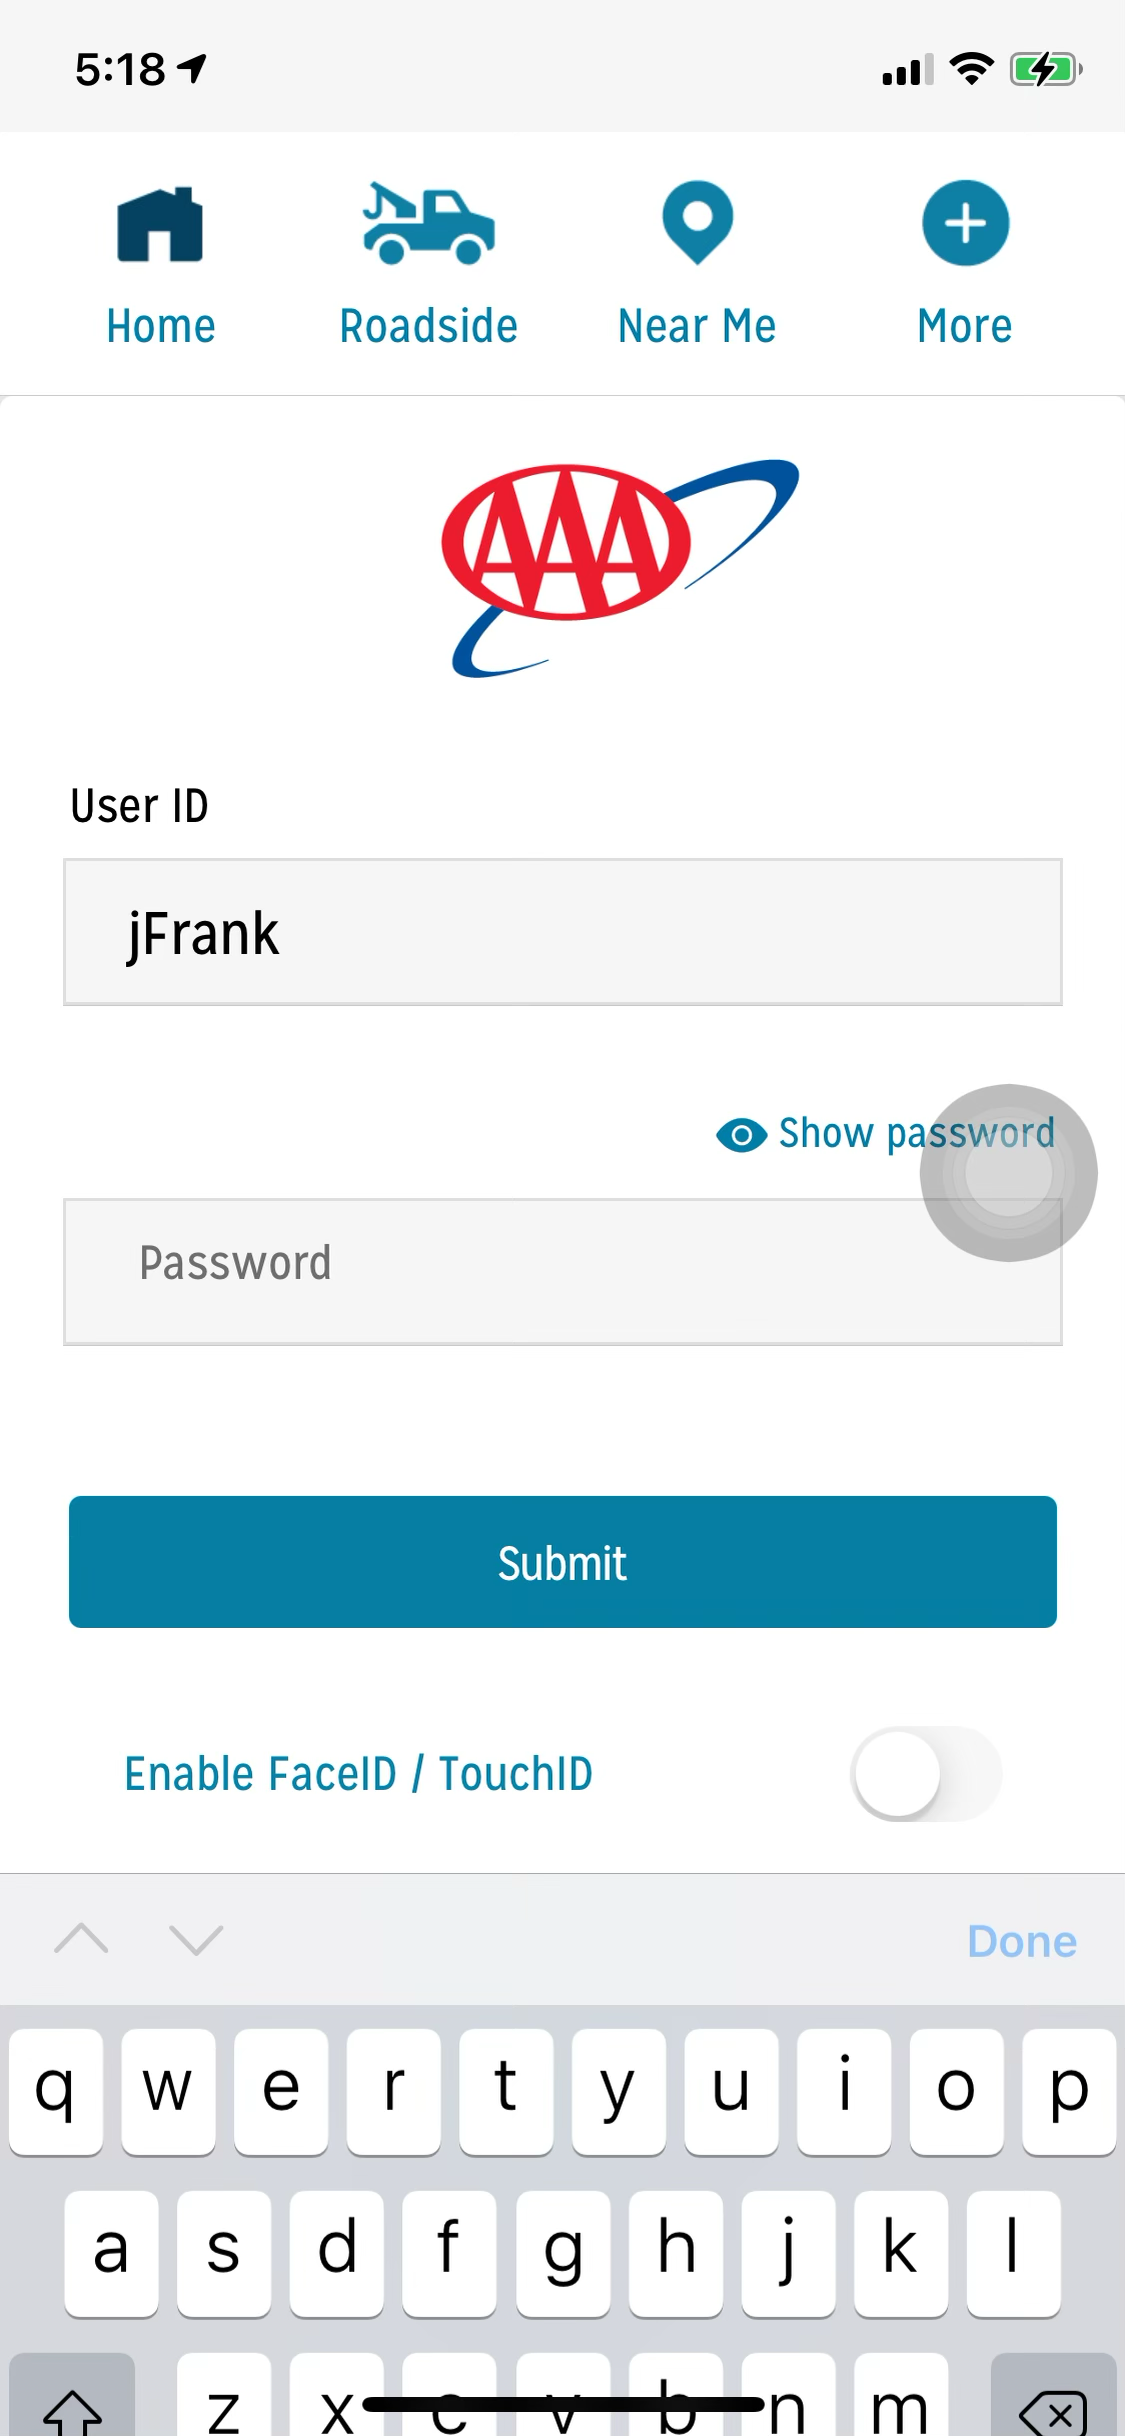 5:18
Home Roadside Near Me More
AAA
User ID
jFrank
Show password
Password
Submit
Enable FaceID / TouchID
Done
q w e r t y u i o p
a s d f g h j k l
z x c v b n m